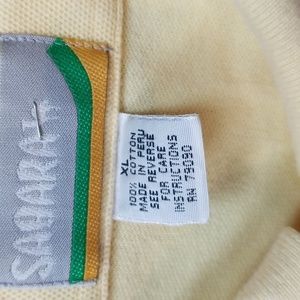 SAHARA
XL
100% COTTON
MADE IN PERU
SEE REVERSE
FOR CARE
INSTRUCTIONS
RN 79090